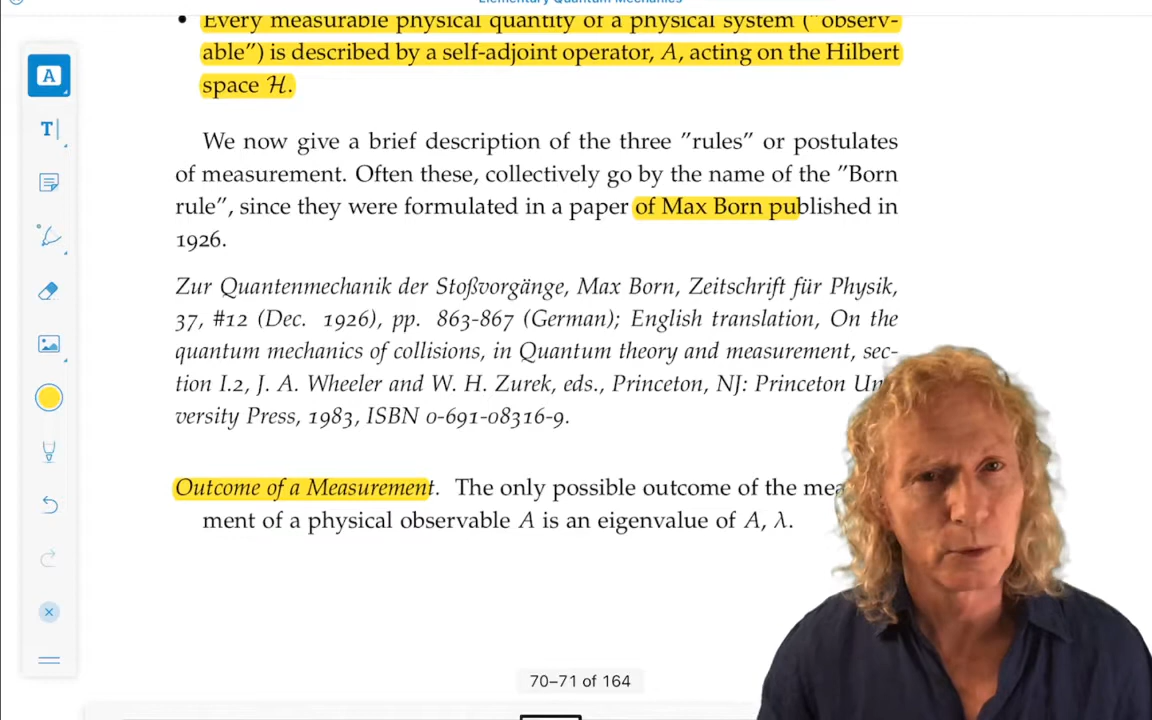 Elementary Quantum Mechanics
• Every measurable physical quantity of a physical system ("observ-
able") is described by a self-adjoint operator, A, acting on the Hilbert
space ℋ.
We now give a brief description of the three ”rules” or postulates
of measurement. Often these, collectively go by the name of the ”Born
rule”, since they were formulated in a paper of Max Born published in
1926.
Zur Quantenmechanik der Stoßvorgänge, Max Born, Zeitschrift für Physik,
37, #12 (Dec. 1926), pp. 863-867 (German); English translation, On the
quantum mechanics of collisions, in Quantum theory and measurement, sec-
tion I.2, J. A. Wheeler and W. H. Zurek, eds., Princeton, NJ: Princeton Un
versity Press, 1983, ISBN 0-691-08316-9.
Outcome of a Measurement. The only possible outcome of the mea
ment of a physical observable A is an eigenvalue of A, λ.
A
T
70–71 of 164